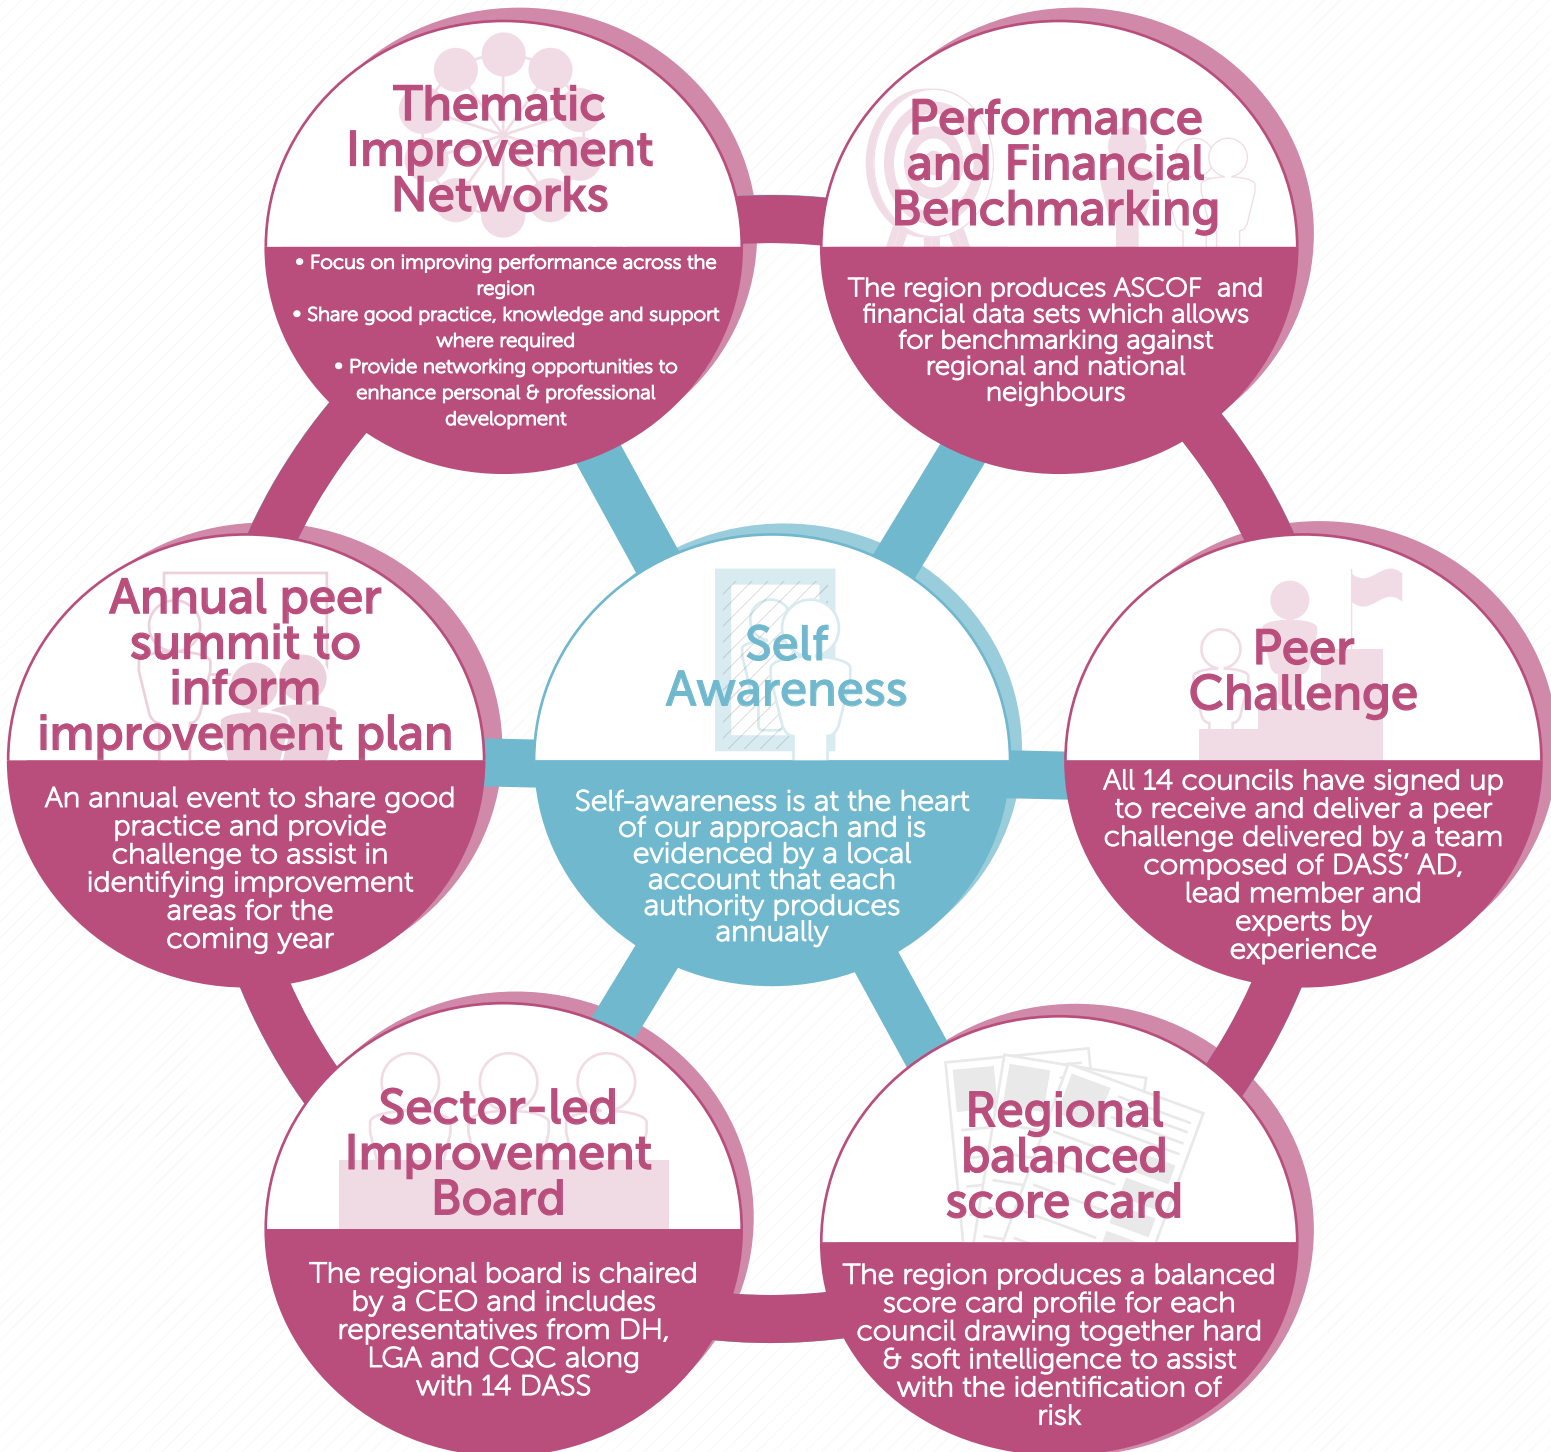 Thematic
Improvement
Networks
• Focus on improving performance across the
region
• Share good practice, knowledge and support
where required
• Provide networking opportunities to
enhance personal & professional
development
Performance
and Financial
Benchmarking
The region produces ASCOF and
financial data sets which allows
for benchmarking against
regional and national
neighbours
Annual peer
summit to
inform
improvement plan
An annual event to share good
practice and provide
challenge to assist in
identifying improvement
areas for the
coming year
Self
Awareness
Self-awareness is at the heart
of our approach and is
evidenced by a local
account that each
authority produces
annually
Peer
Challenge
All 14 councils have signed up
to receive and deliver a peer
challenge delivered by a team
composed of DASS’ AD,
lead member and
experts by
experience
Sector-led
Improvement
Board
The regional board is chaired
by a CEO and includes
representatives from DH,
LGA and CQC along
with 14 DASS
Regional
balanced
score card
The region produces a balanced
score card profile for each
council drawing together hard
& soft intelligence to assist
with the identification of
risk